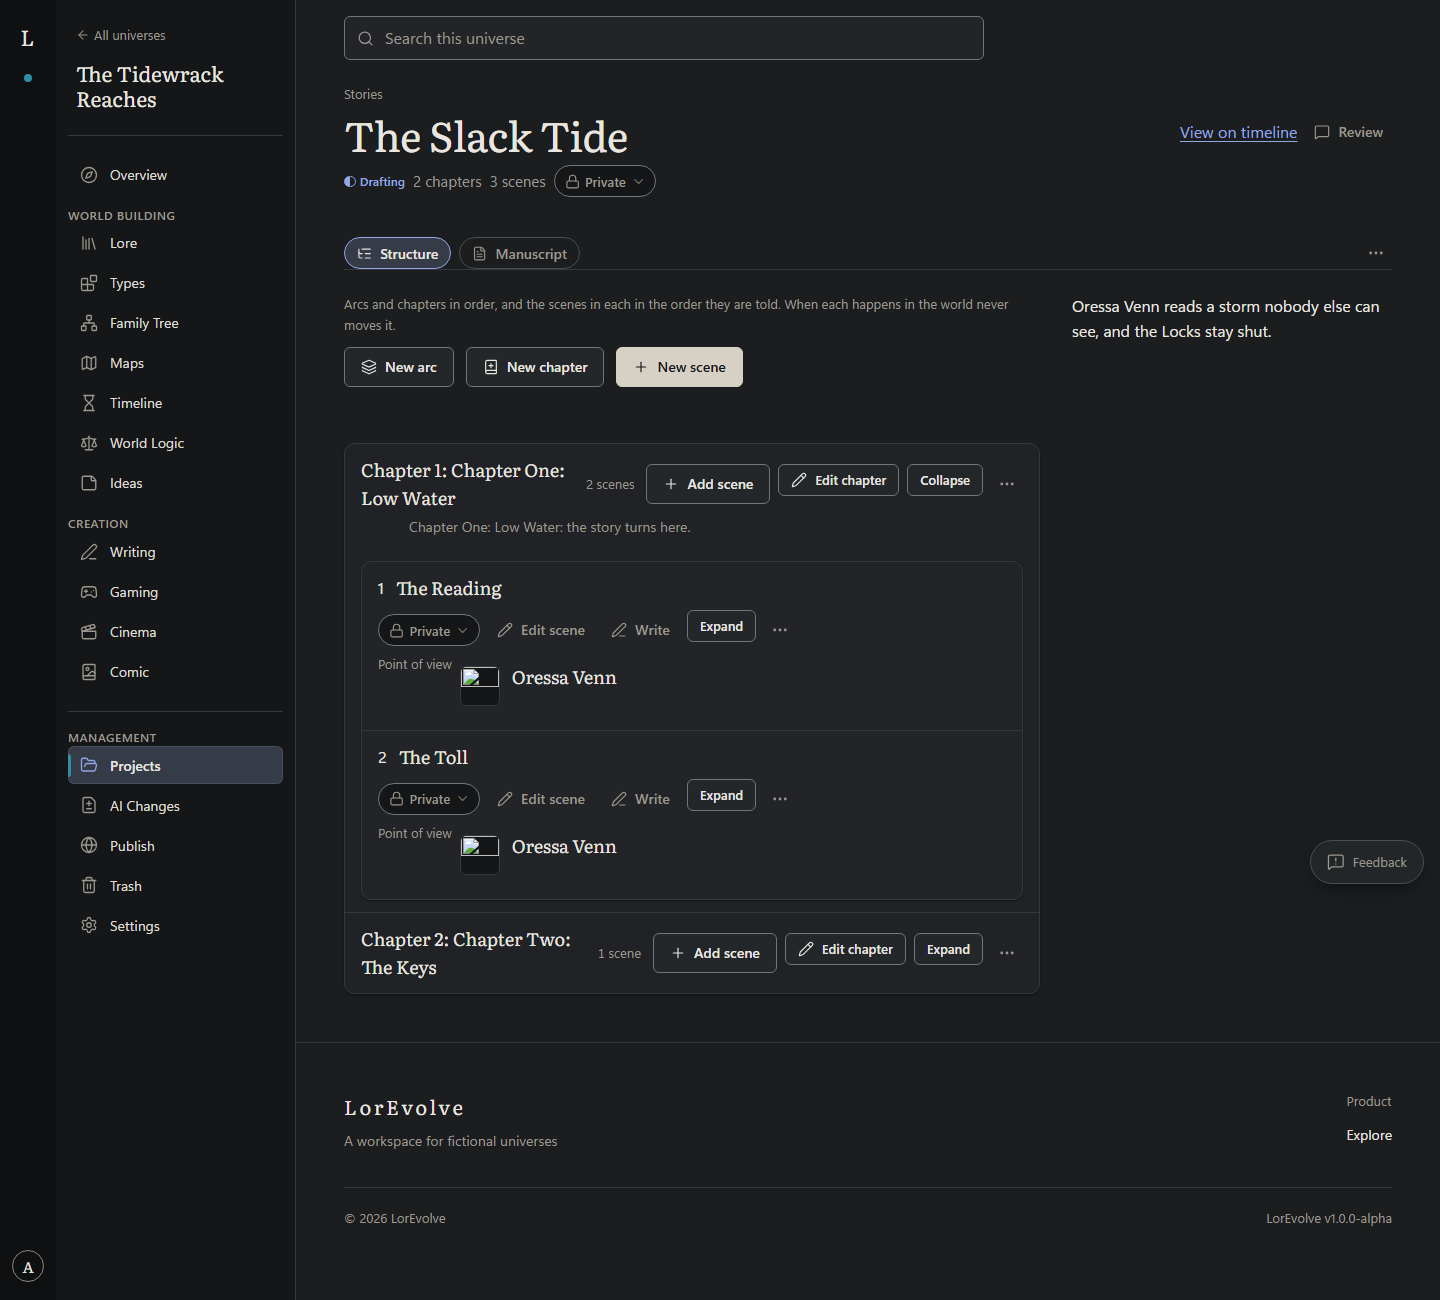 L
All universes
The Tidewrack
Reaches
Overview
WORLD BUILDING
Lore
Types
Family Tree
Maps
Timeline
World Logic
Ideas
CREATION
Writing
Gaming
Cinema
Comic
MANAGEMENT
Projects
AI Changes
Publish
Trash
Settings
A
Search this universe
Stories
The Slack Tide
View on timeline
Review
Drafting 2 chapters 3 scenes Private
Structure
Manuscript
Arcs and chapters in order, and the scenes in each in the order they are told. When each happens in the world never
moves it.
New arc
New chapter
New scene
Oressa Venn reads a storm nobody else can
see, and the Locks stay shut.
Chapter 1: Chapter One:
Low Water
2 scenes
Add scene
Edit chapter
Collapse
Chapter One: Low Water: the story turns here.
1 The Reading
Private
Edit scene
Write
Expand
Point of view
Oressa Venn
2 The Toll
Private
Edit scene
Write
Expand
Point of view
Oressa Venn
Chapter 2: Chapter Two:
The Keys
1 scene
Add scene
Edit chapter
Expand
Feedback
LorEvolve
A workspace for fictional universes
Product
Explore
© 2026 LorEvolve
LorEvolve v1.0.0-alpha